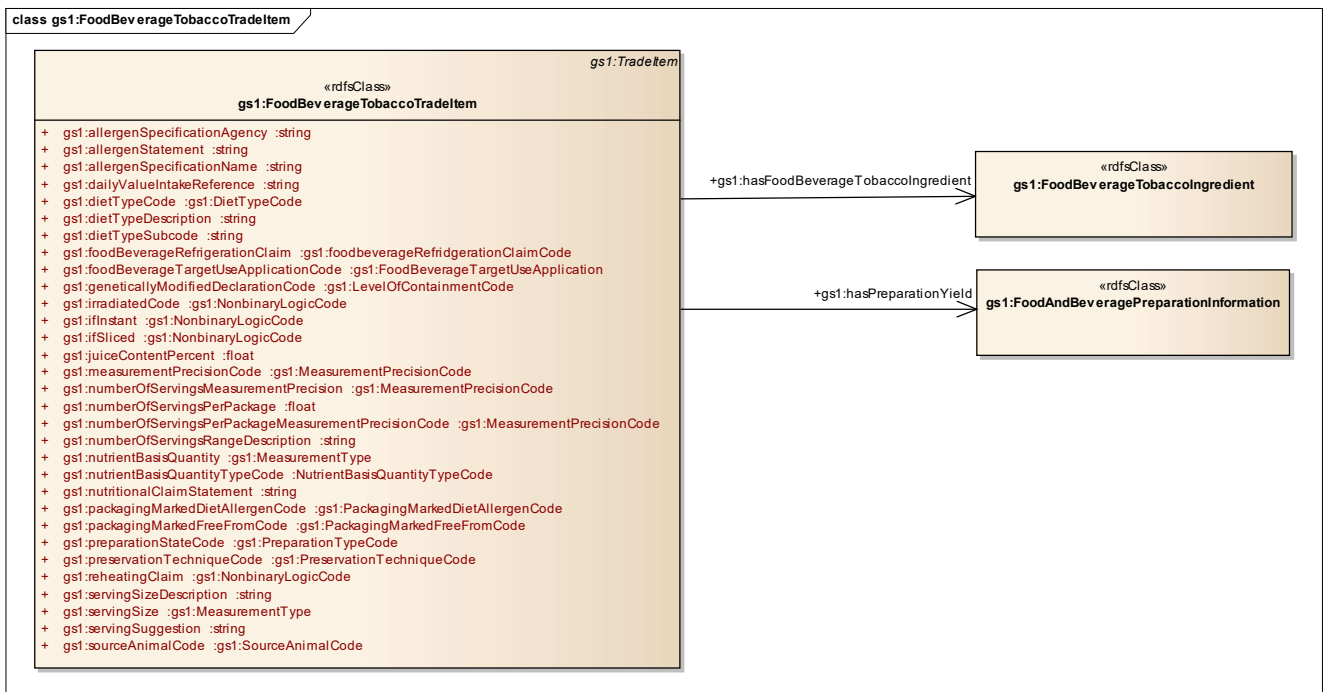 class gs1:FoodBeverageTobaccoTradeItem
gs1:TradeItem
«rdfsClass»
gs1:FoodBeverageTobaccoTradeItem
+ gs1:allergenSpecificationAgency :string
+ gs1:allergenStatement :string
+ gs1:allergenSpecificationName :string
+ gs1:dailyValueIntakeReference :string
+ gs1:dietTypeCode :gs1:DietTypeCode
+ gs1:dietTypeDescription :string
+ gs1:dietTypeSubcode :string
+ gs1:foodBeverageRefrigerationClaim :gs1:foodbeverageRefridgerationClaimCode
+ gs1:foodBeverageTargetUseApplicationCode :gs1:FoodBeverageTargetUseApplication
+ gs1:geneticallyModifiedDeclarationCode :gs1:LevelOfContainmentCode
+ gs1:irradiatedCode :gs1:NonbinaryLogicCode
+ gs1:ifInstant :gs1:NonbinaryLogicCode
+ gs1:ifSliced :gs1:NonbinaryLogicCode
+ gs1:juiceContentPercent :float
+ gs1:measurementPrecisionCode :gs1:MeasurementPrecisionCode
+ gs1:numberOfServingsMeasurementPrecision :gs1:MeasurementPrecisionCode
+ gs1:numberOfServingsPerPackage :float
+ gs1:numberOfServingsPerPackageMeasurementPrecisionCode :gs1:MeasurementPrecisionCode
+ gs1:numberOfServingsRangeDescription :string
+ gs1:nutrientBasisQuantity :gs1:MeasurementType
+ gs1:nutrientBasisQuantityTypeCode :NutrientBasisQuantityTypeCode
+ gs1:nutritionalClaimStatement :string
+ gs1:packagingMarkedDietAllergenCode :gs1:PackagingMarkedDietAllergenCode
+ gs1:packagingMarkedFreeFromCode :gs1:PackagingMarkedFreeFromCode
+ gs1:preparationStateCode :gs1:PreparationTypeCode
+ gs1:preservationTechniqueCode :gs1:PreservationTechniqueCode
+ gs1:reheatingClaim :gs1:NonbinaryLogicCode
+ gs1:servingSizeDescription :string
+ gs1:servingSize :gs1:MeasurementType
+ gs1:servingSuggestion :string
+ gs1:sourceAnimalCode :gs1:SourceAnimalCode
+gs1:hasFoodBeverageTobaccoIngredient
«rdfsClass»
gs1:FoodBeverageTobaccoIngredient
+gs1:hasPreparationYield
«rdfsClass»
gs1:FoodAndBeveragePreparationInformation